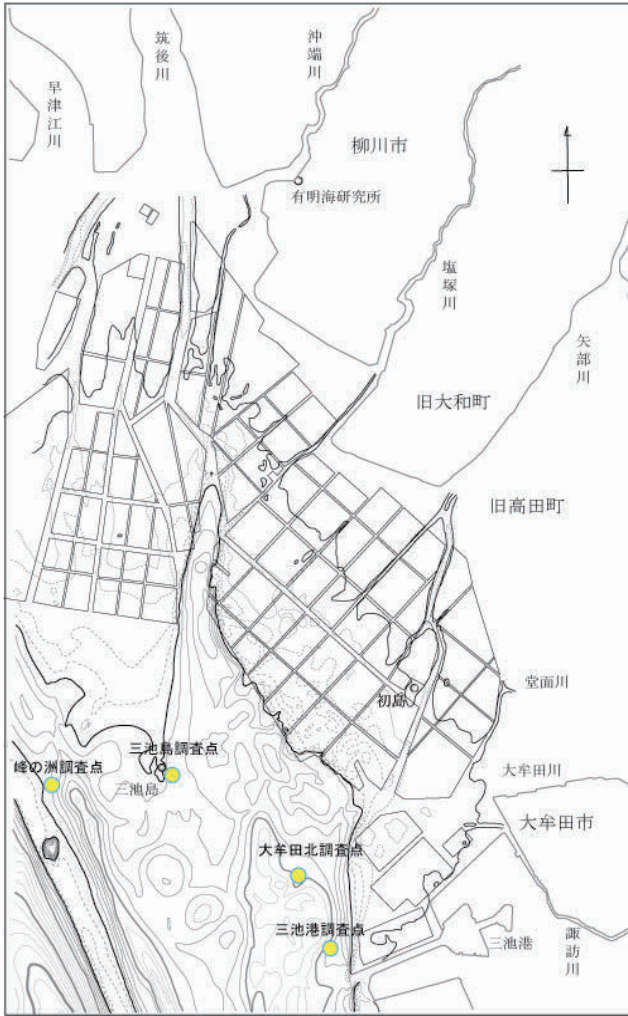 早津江川
筑後川
沖端川
柳川市
有明海研究所
塩塚川
矢部川
旧大和町
旧高田町
初島
堂面川
三池島調査点
峰の洲調査点
三池島
大牟田川
大牟田市
大牟田北調査点
三池港調査点
三池港
諏訪川